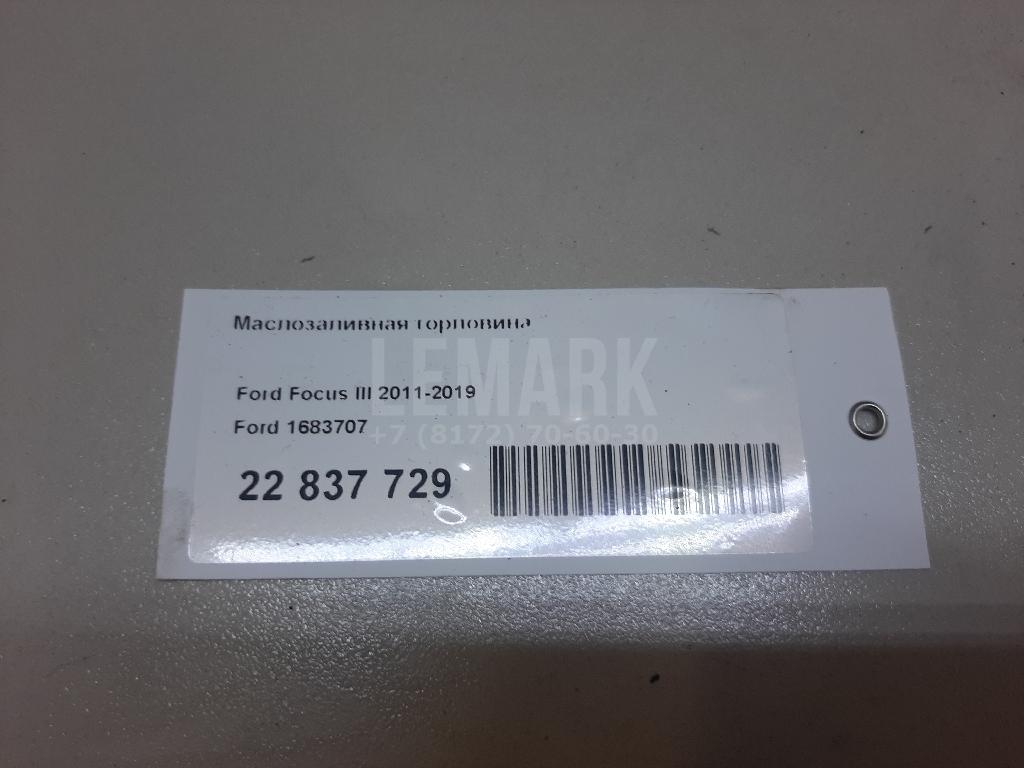 Маслозаливная горловина
LEMARK
Ford Focus III 2011-2019
Ford 1683707
+7 (8172) 70-60-30
22 837 729